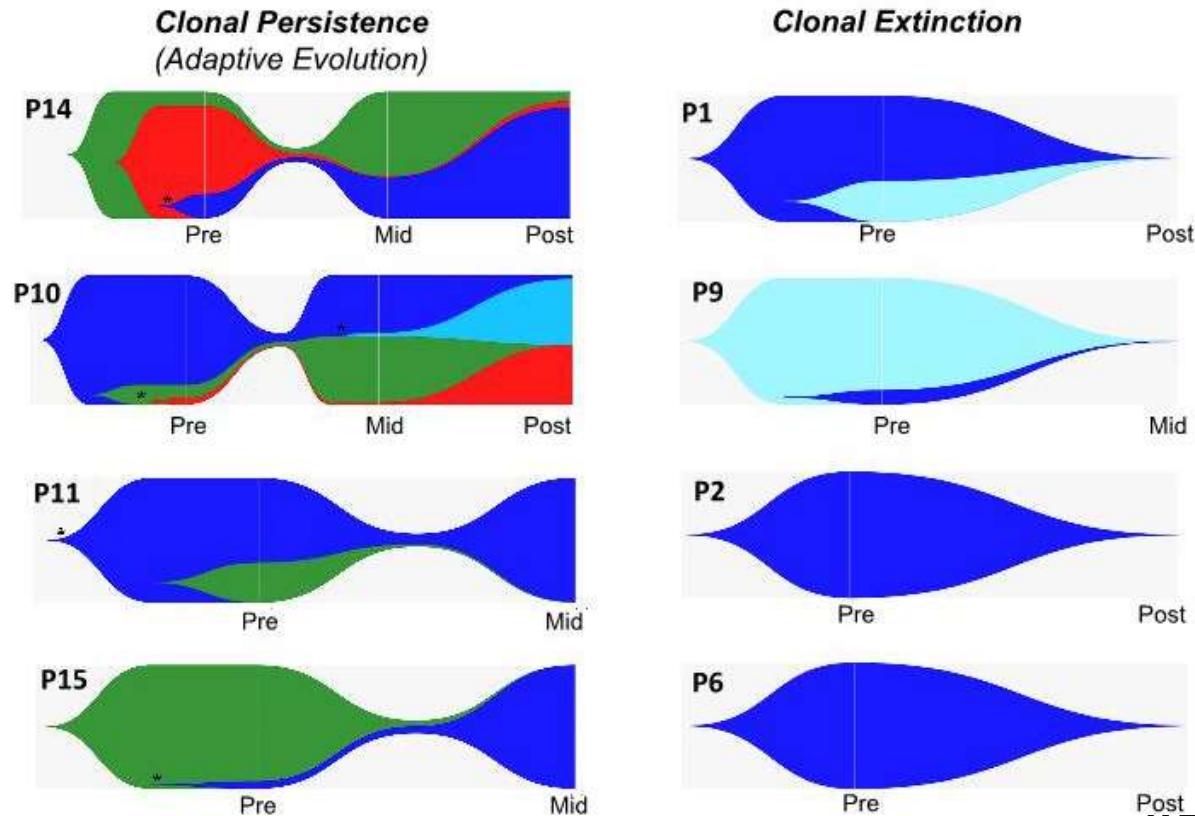 Clonal Persistence
(Adaptive Evolution)
P14
*
Pre Mid Post
P10
*
*
Pre Mid Post
P11
*
Pre Mid
P15
*
Pre Mid
Clonal Extinction
P1
Pre Post
P9
Pre Mid
P2
Pre Post
P6
Pre Post